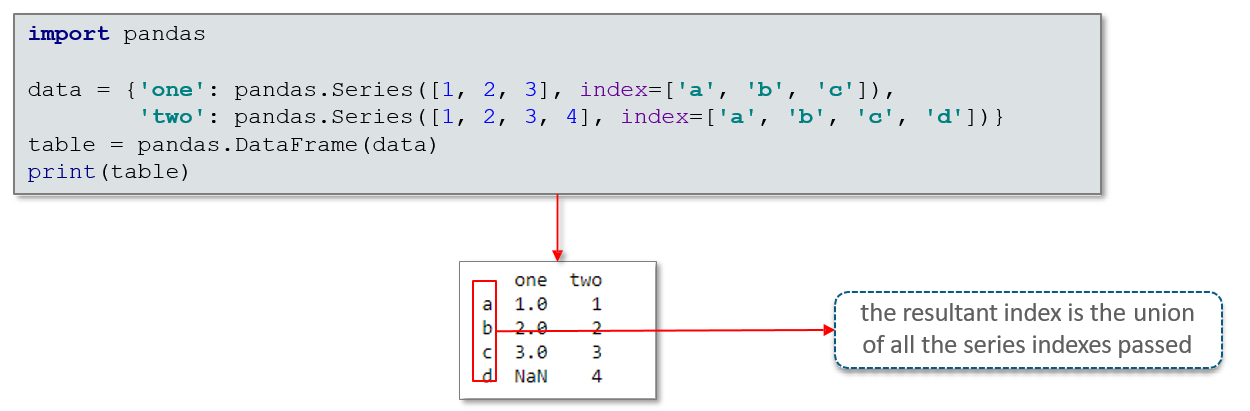 import pandas
data = {'one': pandas.Series([1, 2, 3], index=['a', 'b', 'c']),
'two': pandas.Series([1, 2, 3, 4], index=['a', 'b', 'c', 'd'])}
table = pandas.DataFrame(data)
print(table)
one two
a 1.0 1
b 2.0 2
c 3.0 3
d NaN 4
the resultant index is the union
of all the series indexes passed